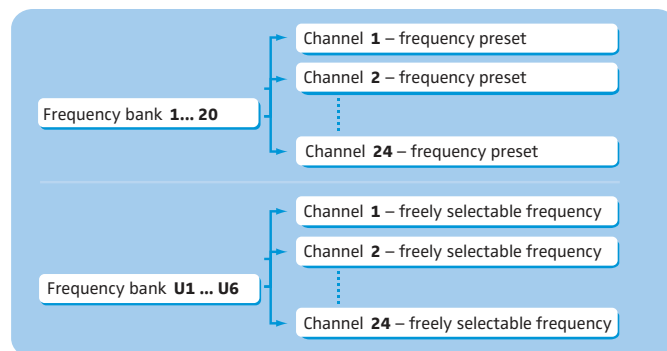 Channel 1 – frequency preset
Channel 2 – frequency preset
Frequency bank 1... 20
Channel 24 – frequency preset
Channel 1 – freely selectable frequency
Channel 2 – freely selectable frequency
Frequency bank U1 ... U6
Channel 24 – freely selectable frequency